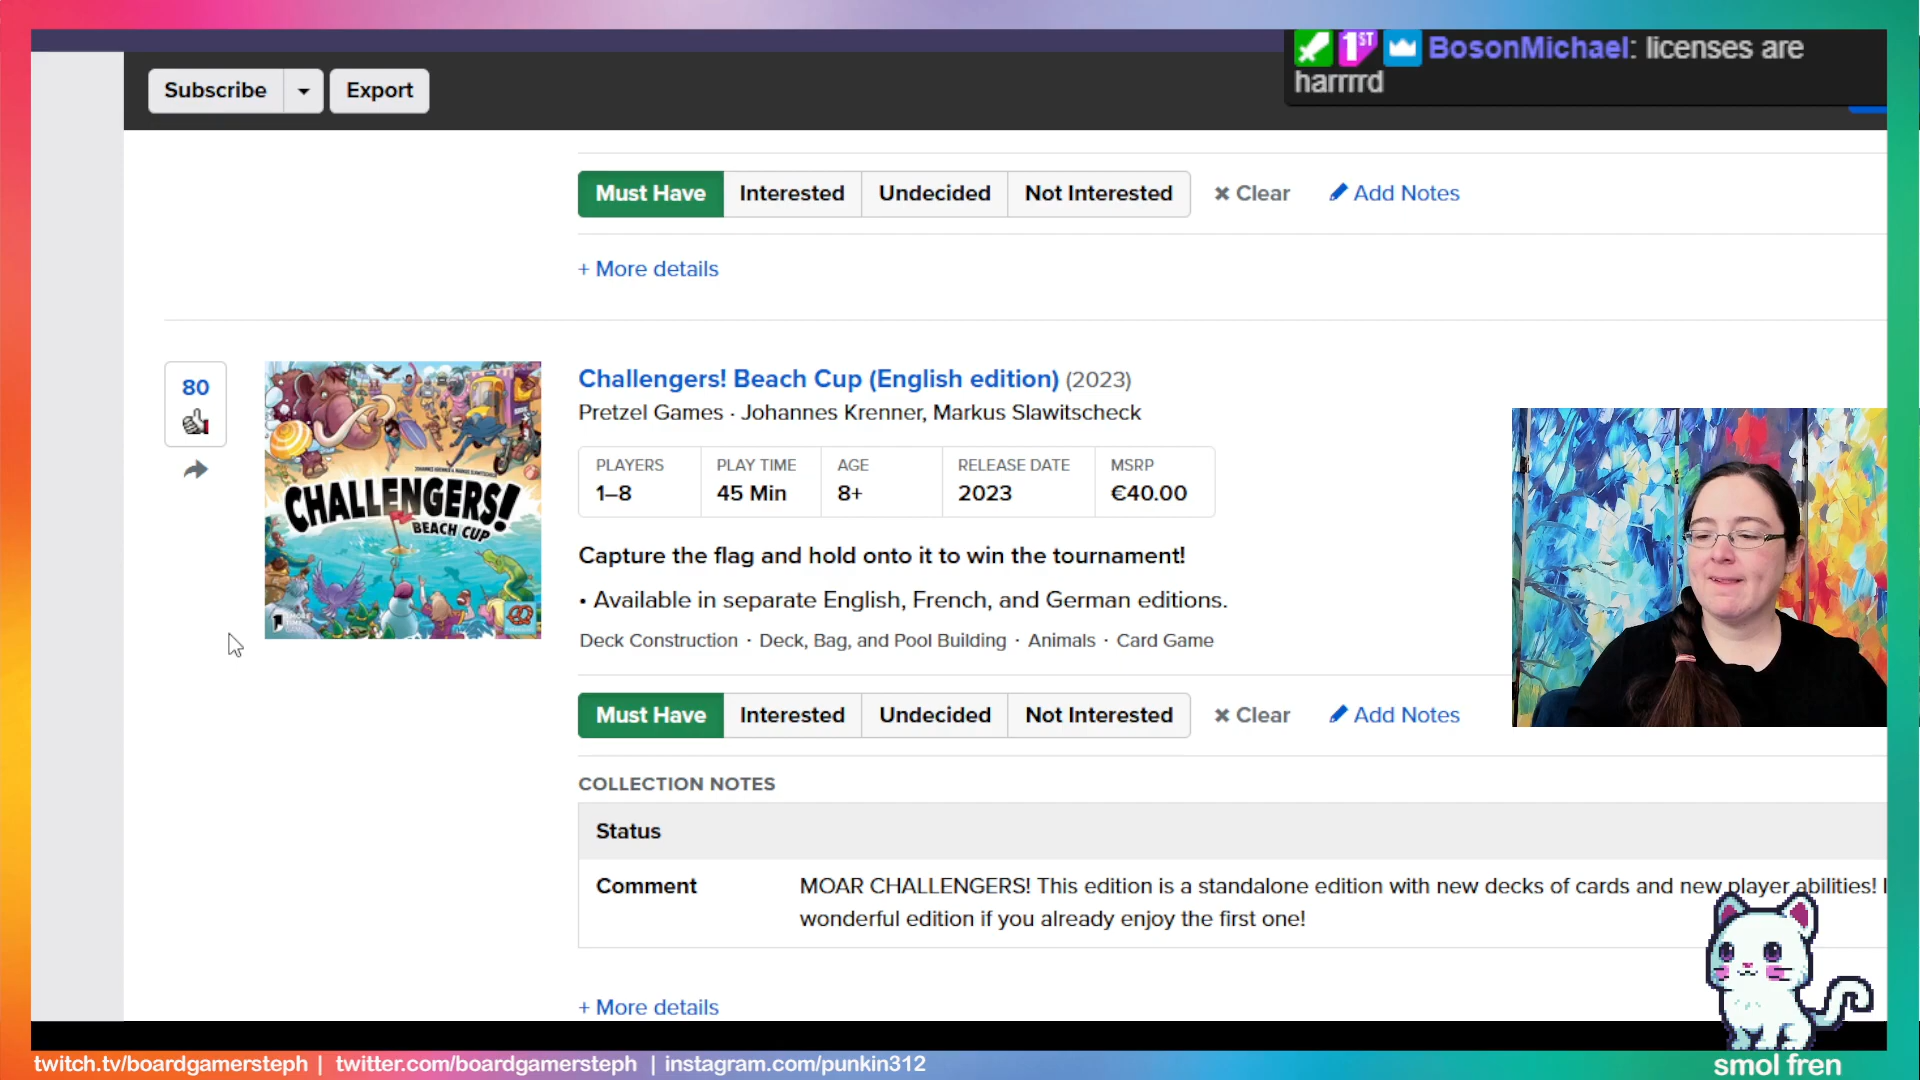 BosonMichael: licenses are
harrrrd
1ST
Subscribe
Export
Must Have
Interested
Undecided
Not Interested
Clear
Add Notes
+ More details
80
CHALLENGERS!
BEACH CUP
Challengers! Beach Cup (English edition) (2023)
Pretzel Games · Johannes Krenner, Markus Slawitscheck
PLAYERS
1–8
PLAY TIME
45 Min
AGE
8+
RELEASE DATE
2023
MSRP
€40.00
Capture the flag and hold onto it to win the tournament!
• Available in separate English, French, and German editions.
Deck Construction · Deck, Bag, and Pool Building · Animals · Card Game
Must Have
Interested
Undecided
Not Interested
Clear
Add Notes
COLLECTION NOTES
Status
Comment
MOAR CHALLENGERS! This edition is a standalone edition with new decks of cards and new player abilities! I
wonderful edition if you already enjoy the first one!
+ More details
twitch.tv/boardgamersteph | twitter.com/boardgamersteph | instagram.com/punkin312
smol fren